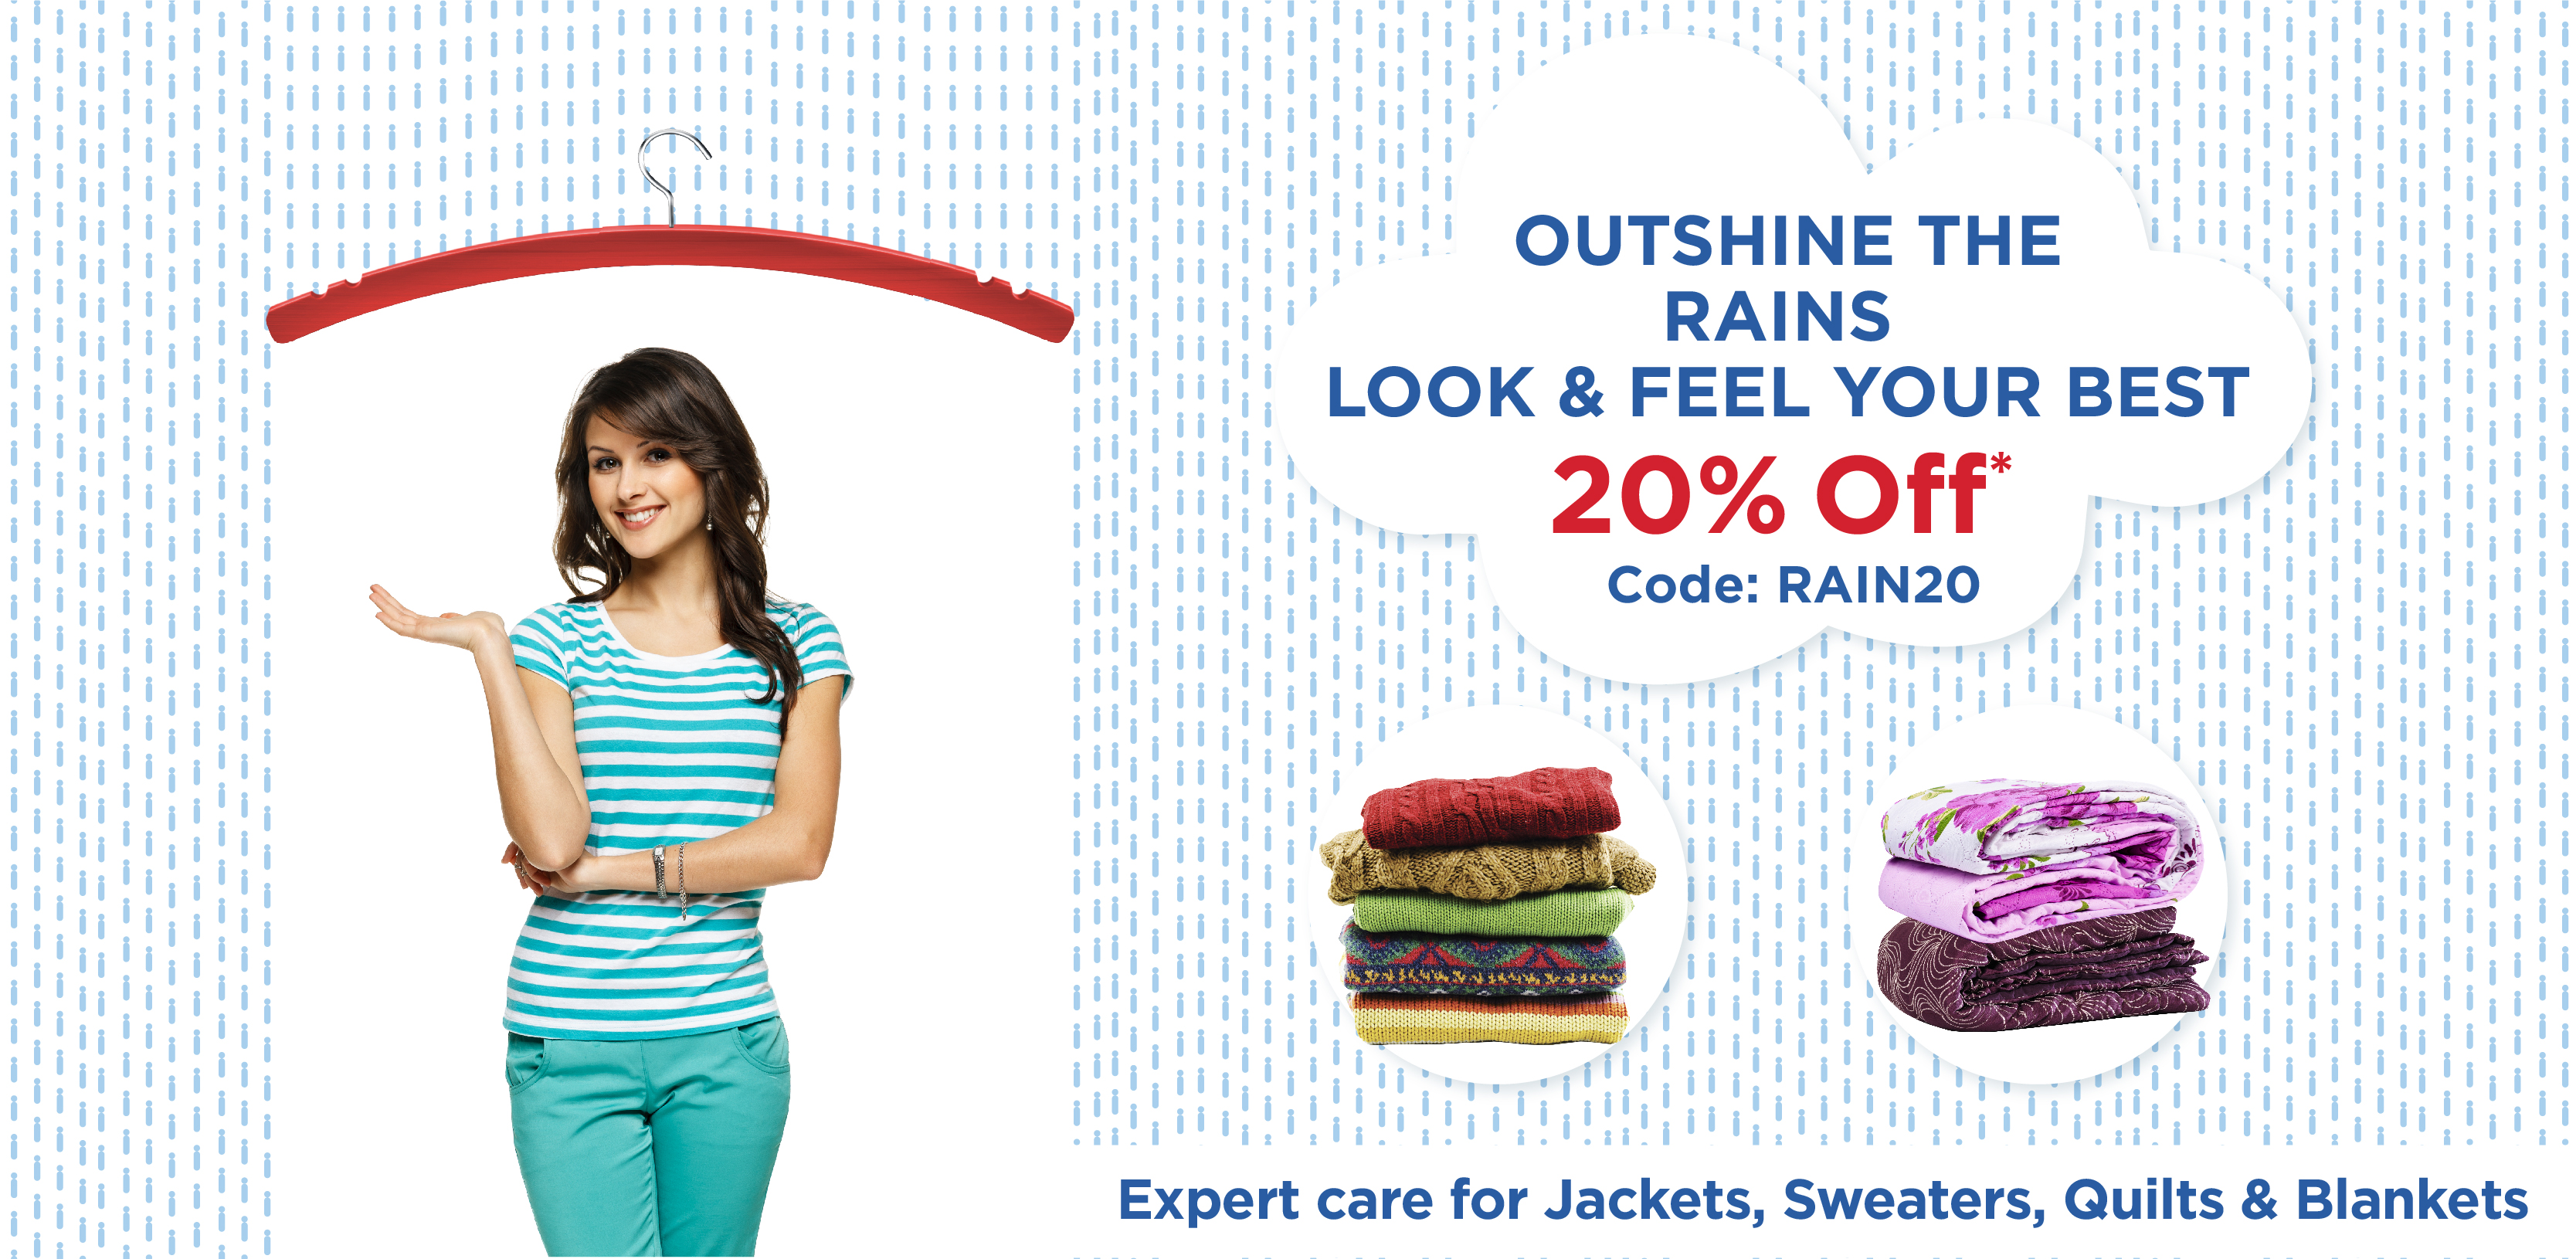 OUTSHINE THE
RAINS
LOOK & FEEL YOUR BEST
20% Off*
Code: RAIN20
Expert care for Jackets, Sweaters, Quilts & Blankets